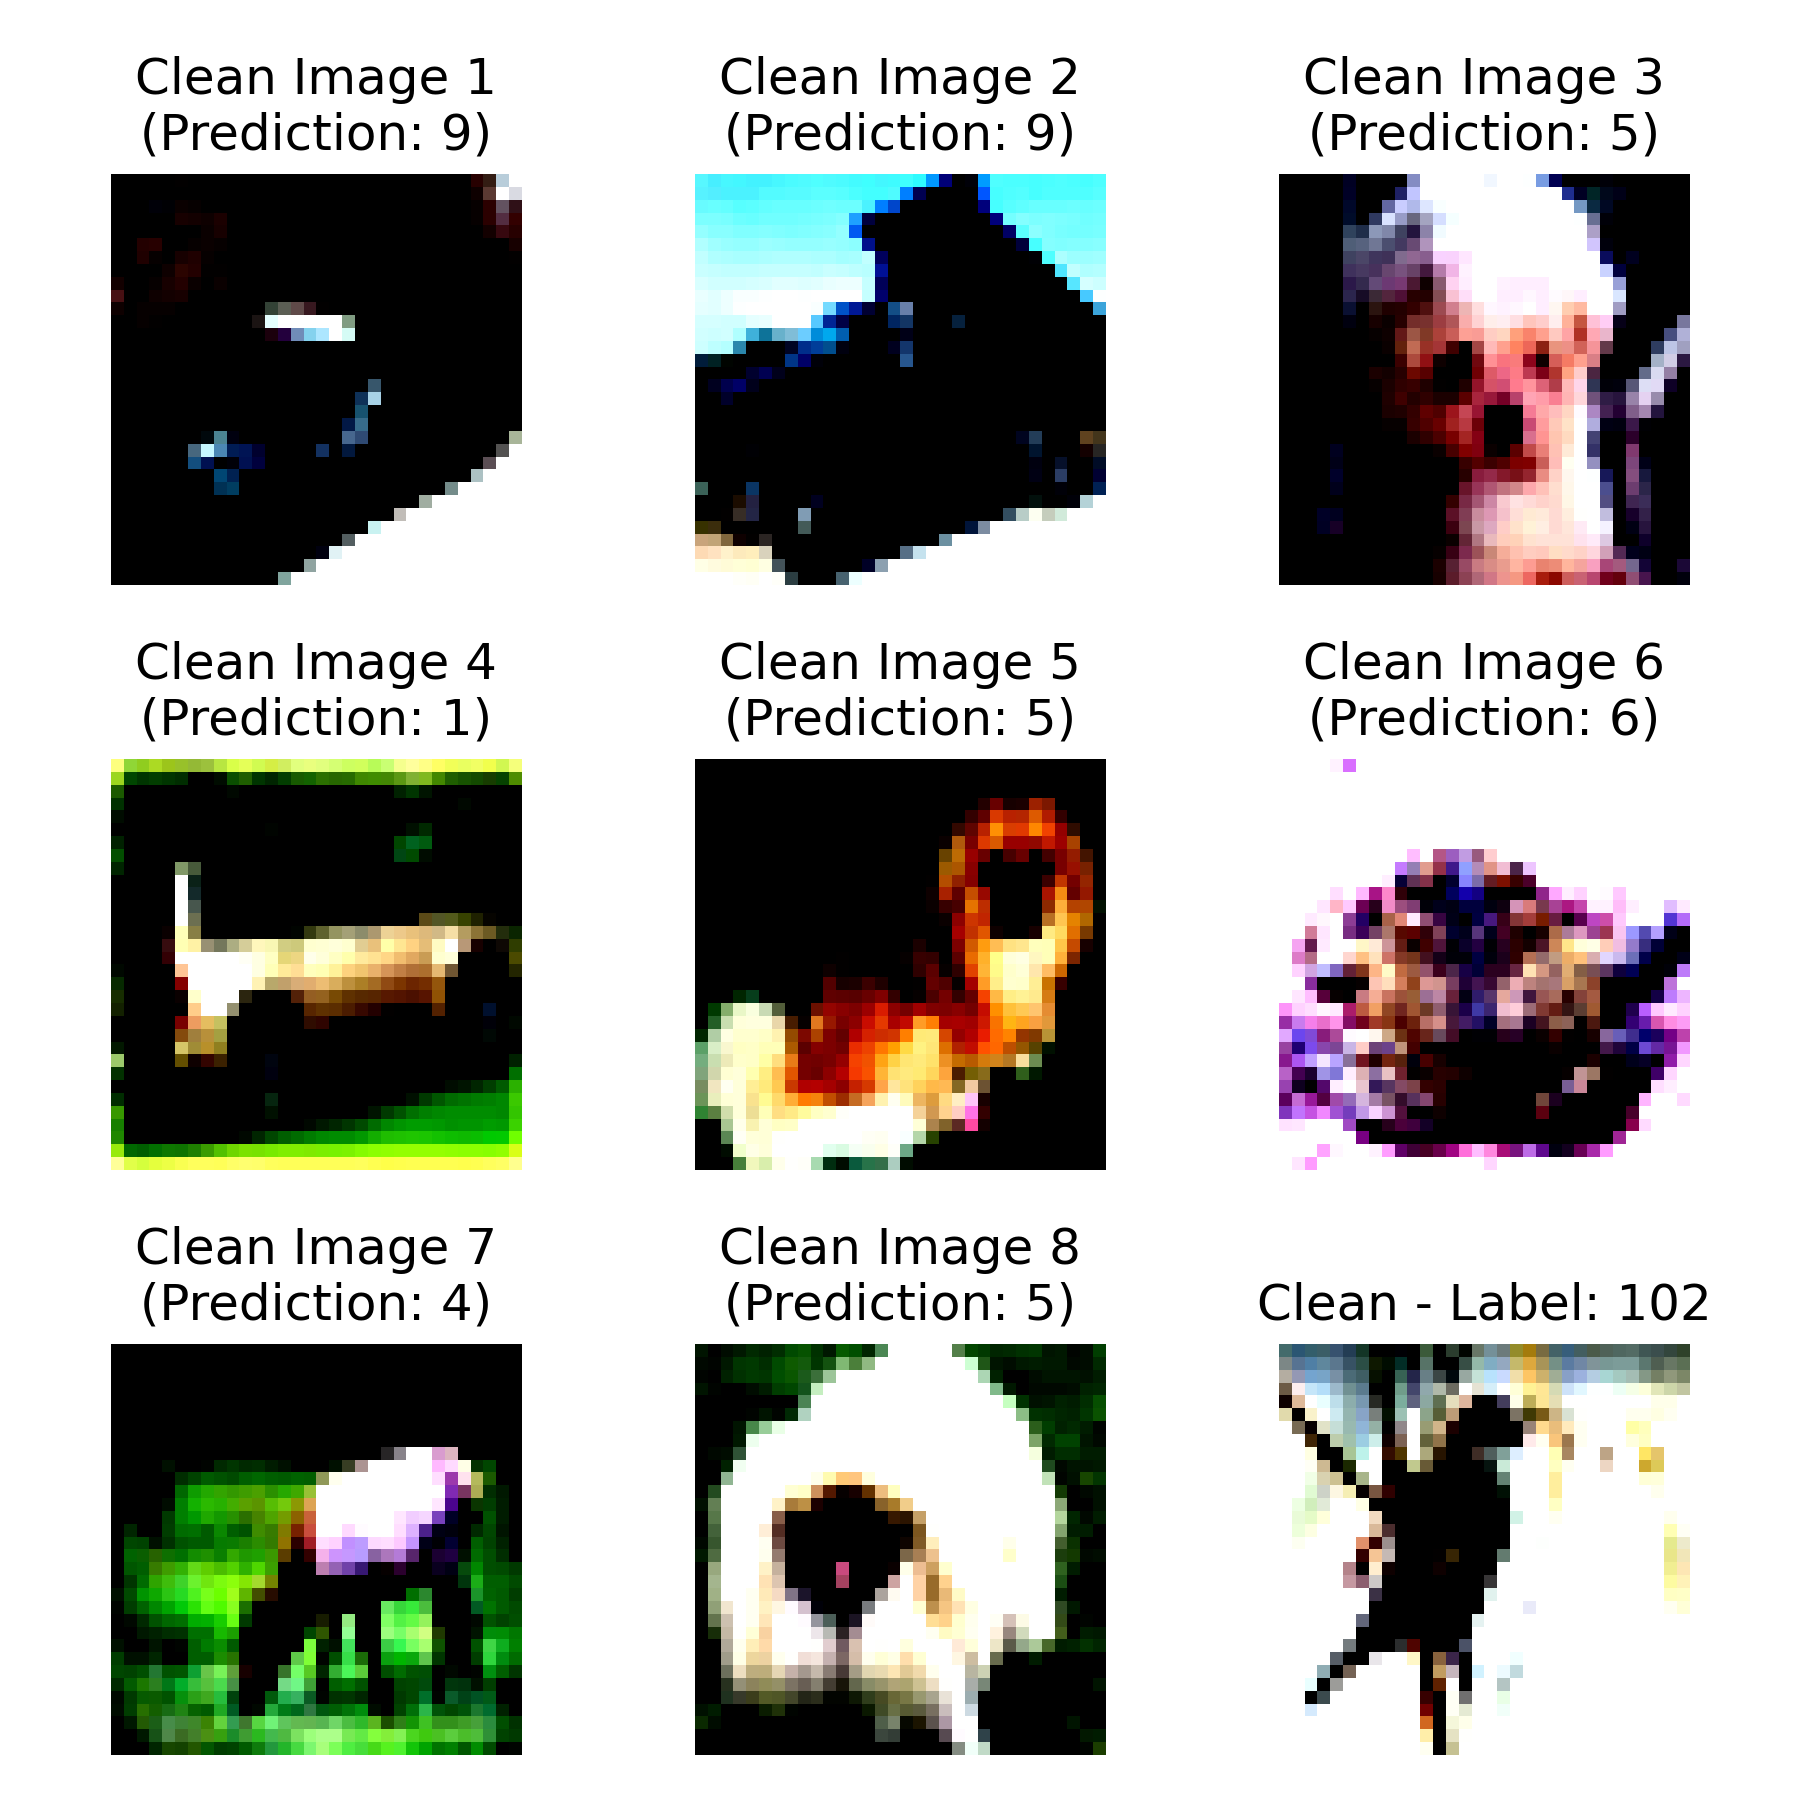 Clean Image 1
(Prediction: 9)
Clean Image 2
(Prediction: 9)
Clean Image 3
(Prediction: 5)
Clean Image 4
(Prediction: 1)
Clean Image 5
(Prediction: 5)
Clean Image 6
(Prediction: 6)
Clean Image 7
(Prediction: 4)
Clean Image 8
(Prediction: 5)
Clean - Label: 102